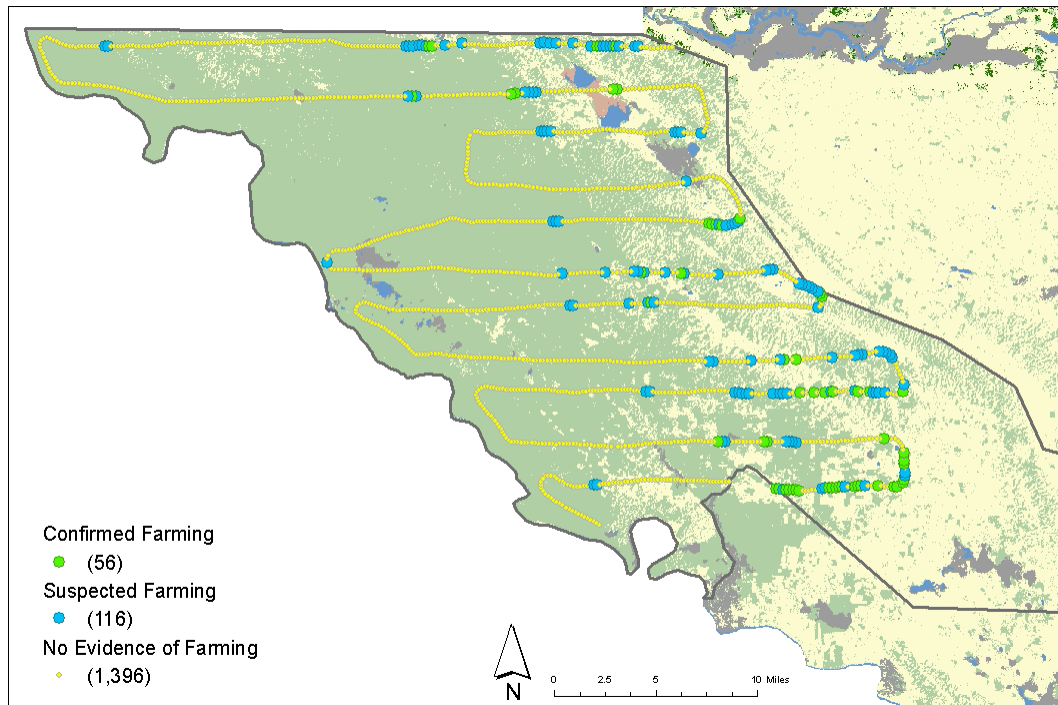 Confirmed Farming
(56)
Suspected Farming
(116)
No Evidence of Farming
(1,396)
N
0 2.5 5 10 Miles